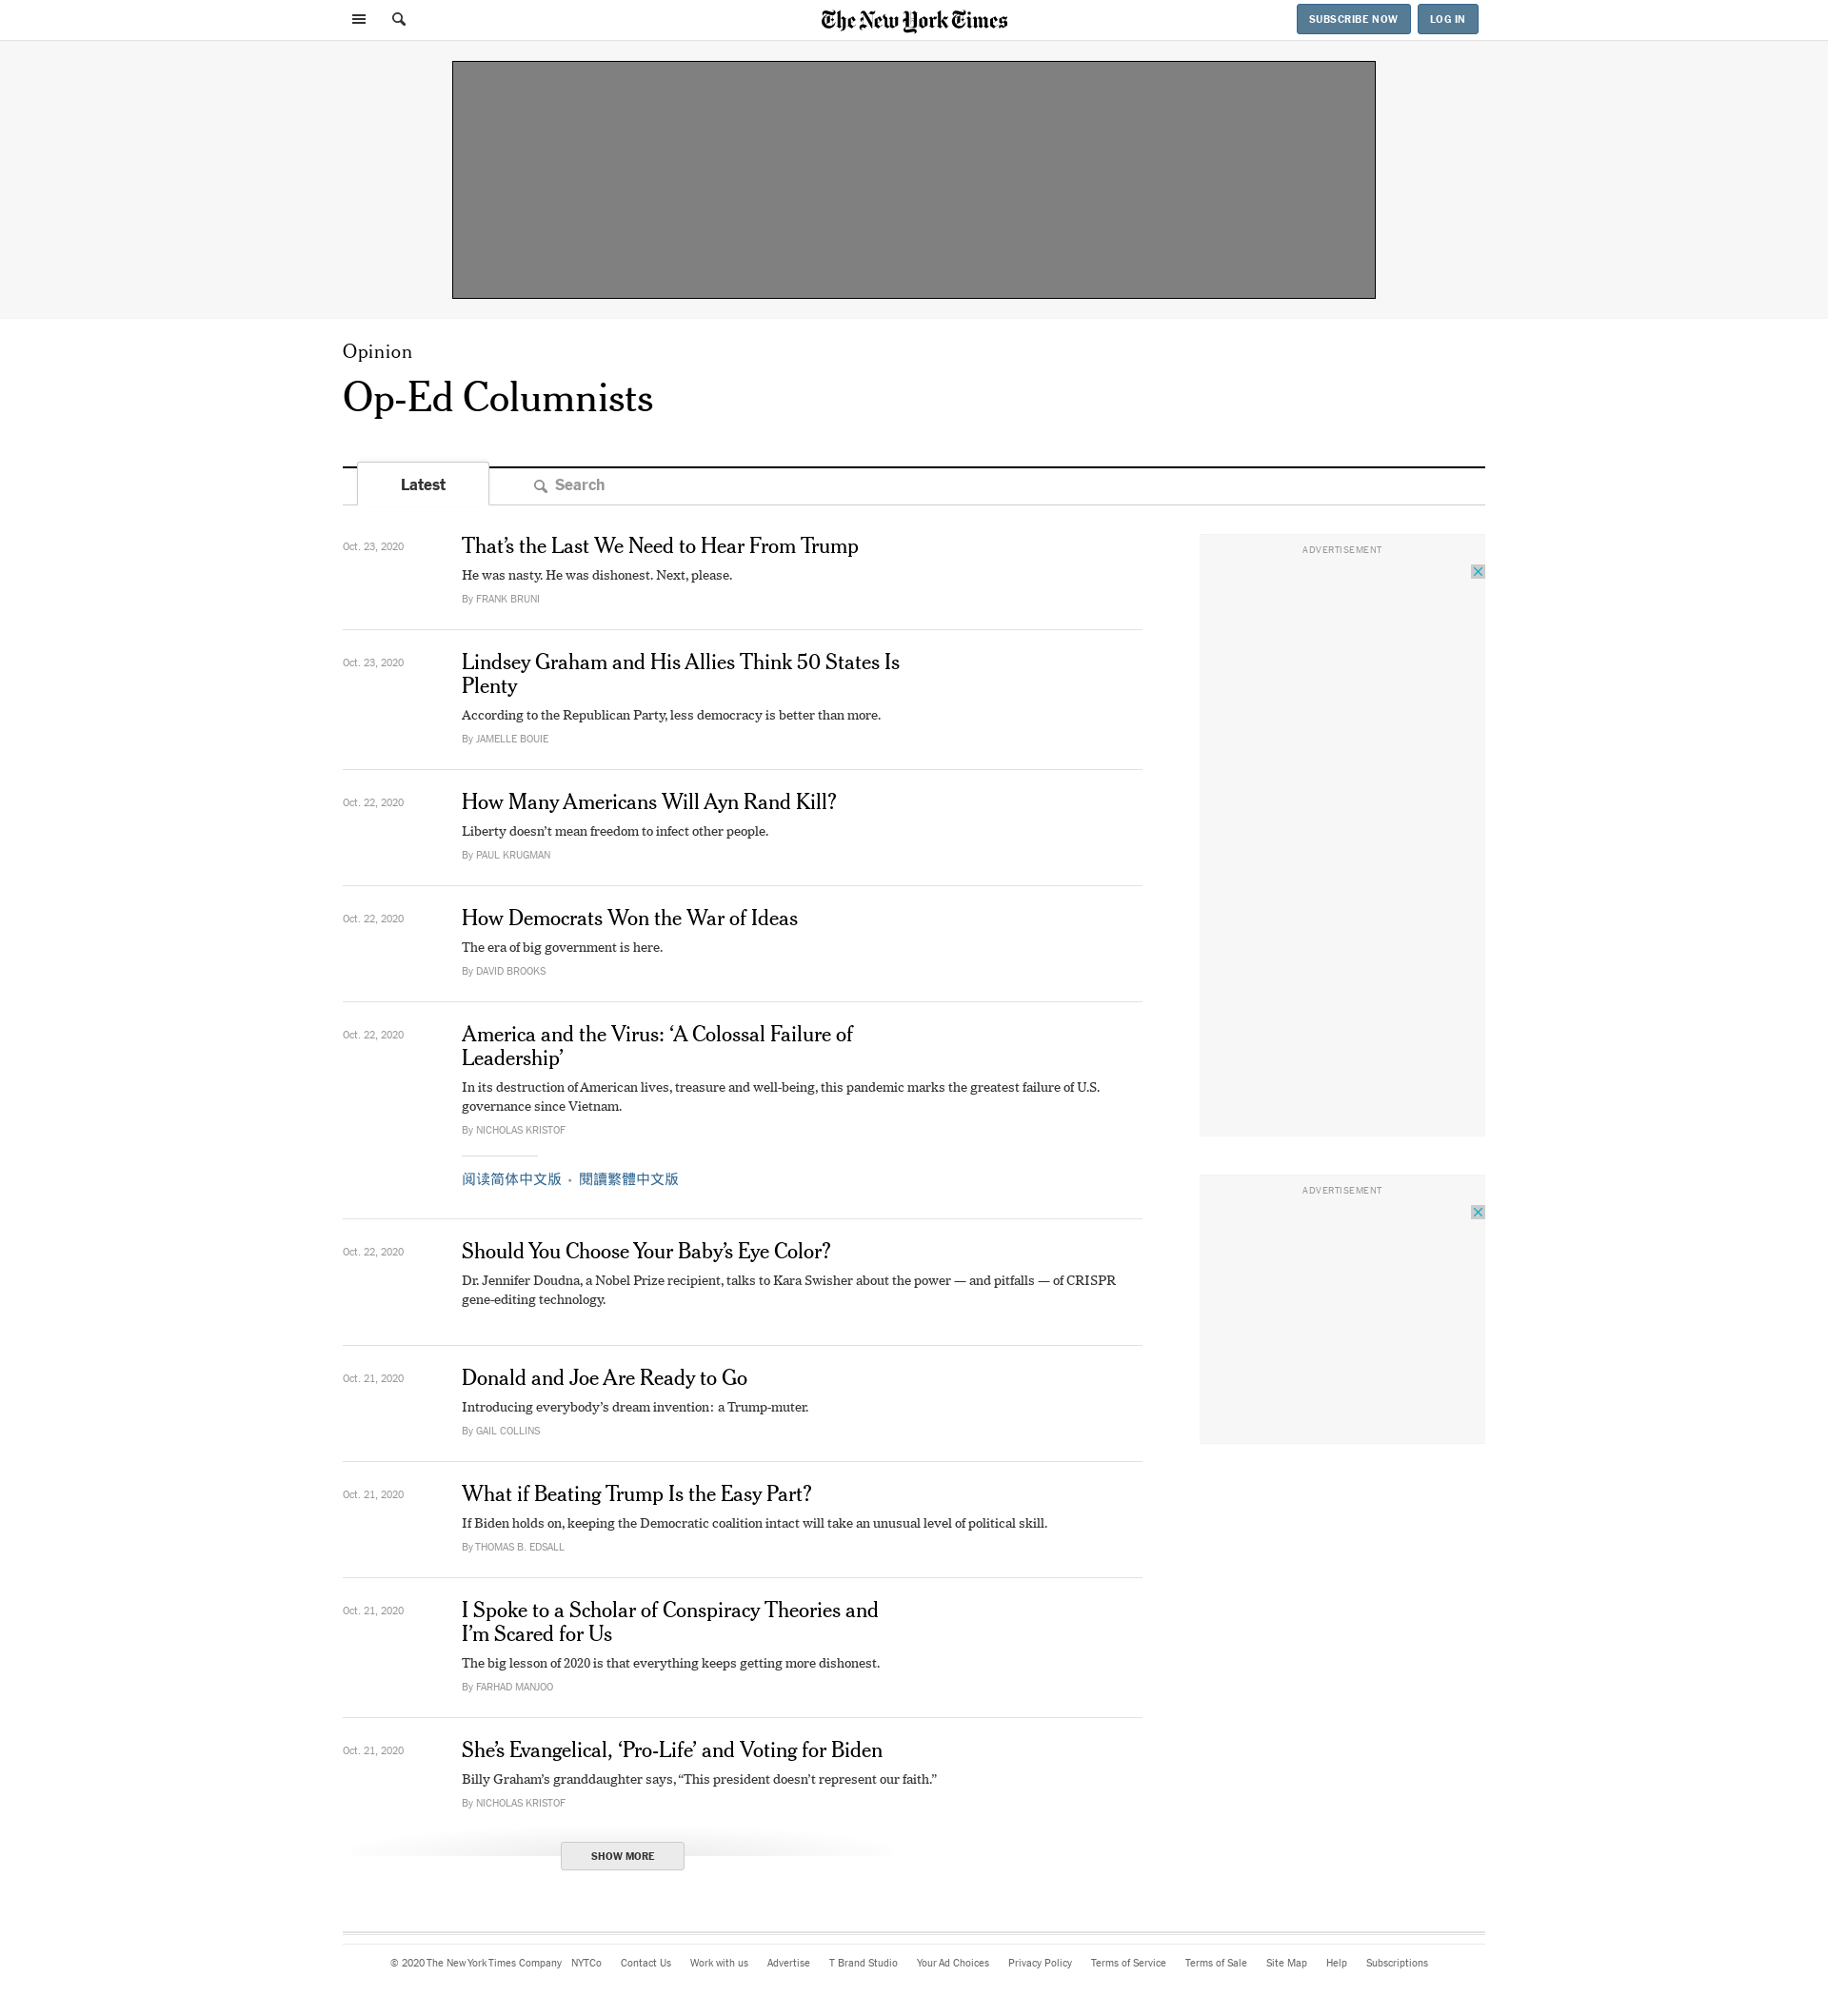 The New York Times
SUBSCRIBE NOW
LOG IN
Opinion
Op-Ed Columnists
Latest
Search
Oct. 23, 2020
That’s the Last We Need to Hear From Trump
He was nasty. He was dishonest. Next, please.
By FRANK BRUNI
Oct. 23, 2020
Lindsey Graham and His Allies Think 50 States Is
Plenty
According to the Republican Party, less democracy is better than more.
By JAMELLE BOUIE
Oct. 22, 2020
How Many Americans Will Ayn Rand Kill?
Liberty doesn’t mean freedom to infect other people.
By PAUL KRUGMAN
Oct. 22, 2020
How Democrats Won the War of Ideas
The era of big government is here.
By DAVID BROOKS
Oct. 22, 2020
America and the Virus: ‘A Colossal Failure of
Leadership’
In its destruction of American lives, treasure and well-being, this pandemic marks the greatest failure of U.S.
governance since Vietnam.
By NICHOLAS KRISTOF
阅读简体中文版 • 閱讀繁體中文版
Oct. 22, 2020
Should You Choose Your Baby’s Eye Color?
Dr. Jennifer Doudna, a Nobel Prize recipient, talks to Kara Swisher about the power — and pitfalls — of CRISPR
gene-editing technology.
Oct. 21, 2020
Donald and Joe Are Ready to Go
Introducing everybody’s dream invention: a Trump-muter.
By GAIL COLLINS
Oct. 21, 2020
What if Beating Trump Is the Easy Part?
If Biden holds on, keeping the Democratic coalition intact will take an unusual level of political skill.
By THOMAS B. EDSALL
Oct. 21, 2020
I Spoke to a Scholar of Conspiracy Theories and
I’m Scared for Us
The big lesson of 2020 is that everything keeps getting more dishonest.
By FARHAD MANJOO
Oct. 21, 2020
She’s Evangelical, ‘Pro-Life’ and Voting for Biden
Billy Graham’s granddaughter says, “This president doesn’t represent our faith.”
By NICHOLAS KRISTOF
SHOW MORE
ADVERTISEMENT
ADVERTISEMENT
© 2020 The New York Times Company NYTCo Contact Us Work with us Advertise T Brand Studio Your Ad Choices Privacy Policy Terms of Service Terms of Sale Site Map Help Subscriptions